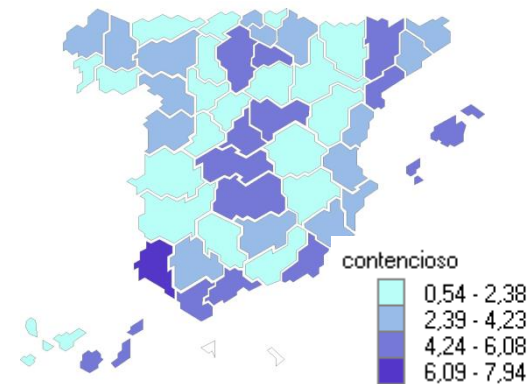 contencioso
0,54 - 2,38
2,39 - 4,23
4,24 - 6,08
6,09 - 7,94